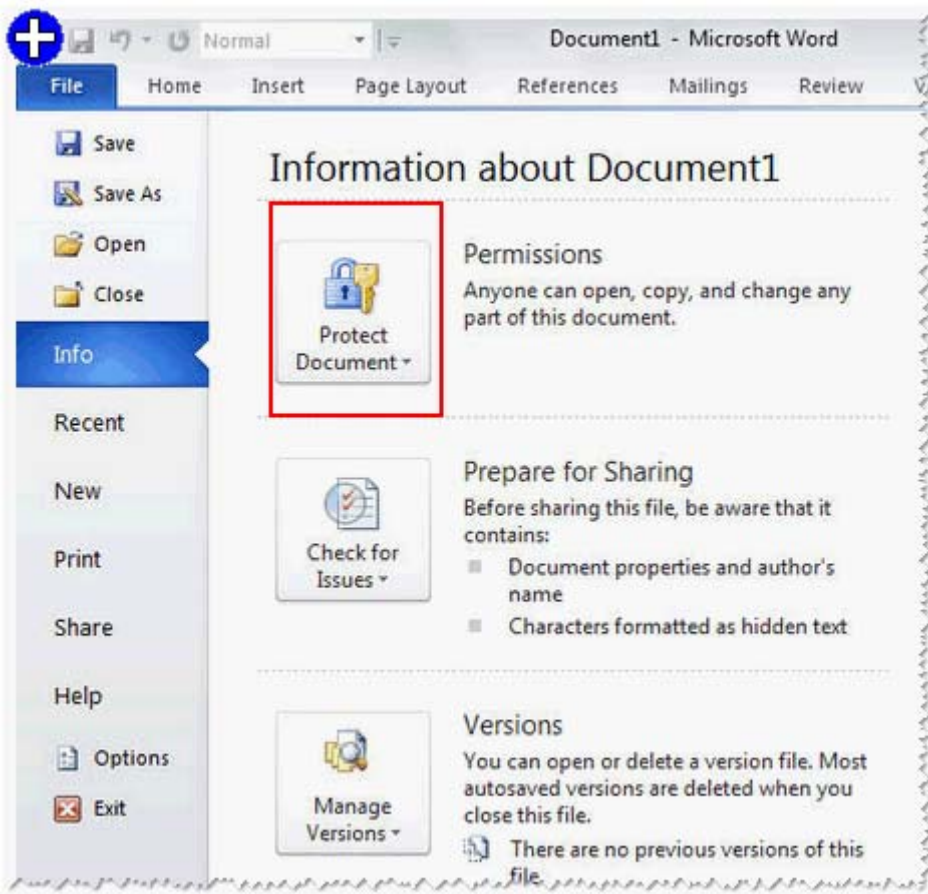 Normal
Document1 - Microsoft Word
File Home Insert Page Layout References Mailings Review
Save
Save As
Open
Close
Info
Recent
New
Print
Share
Help
Options
Exit
Information about Document1
Protect
Document
Permissions
Anyone can open, copy, and change any
part of this document.
Check for
Issues
Prepare for Sharing
Before sharing this file, be aware that it
contains:
Document properties and author's
name
Characters formatted as hidden text
Manage
Versions
Versions
You can open or delete a version file. Most
autosaved versions are deleted when you
close this file.
There are no previous versions of this
file.